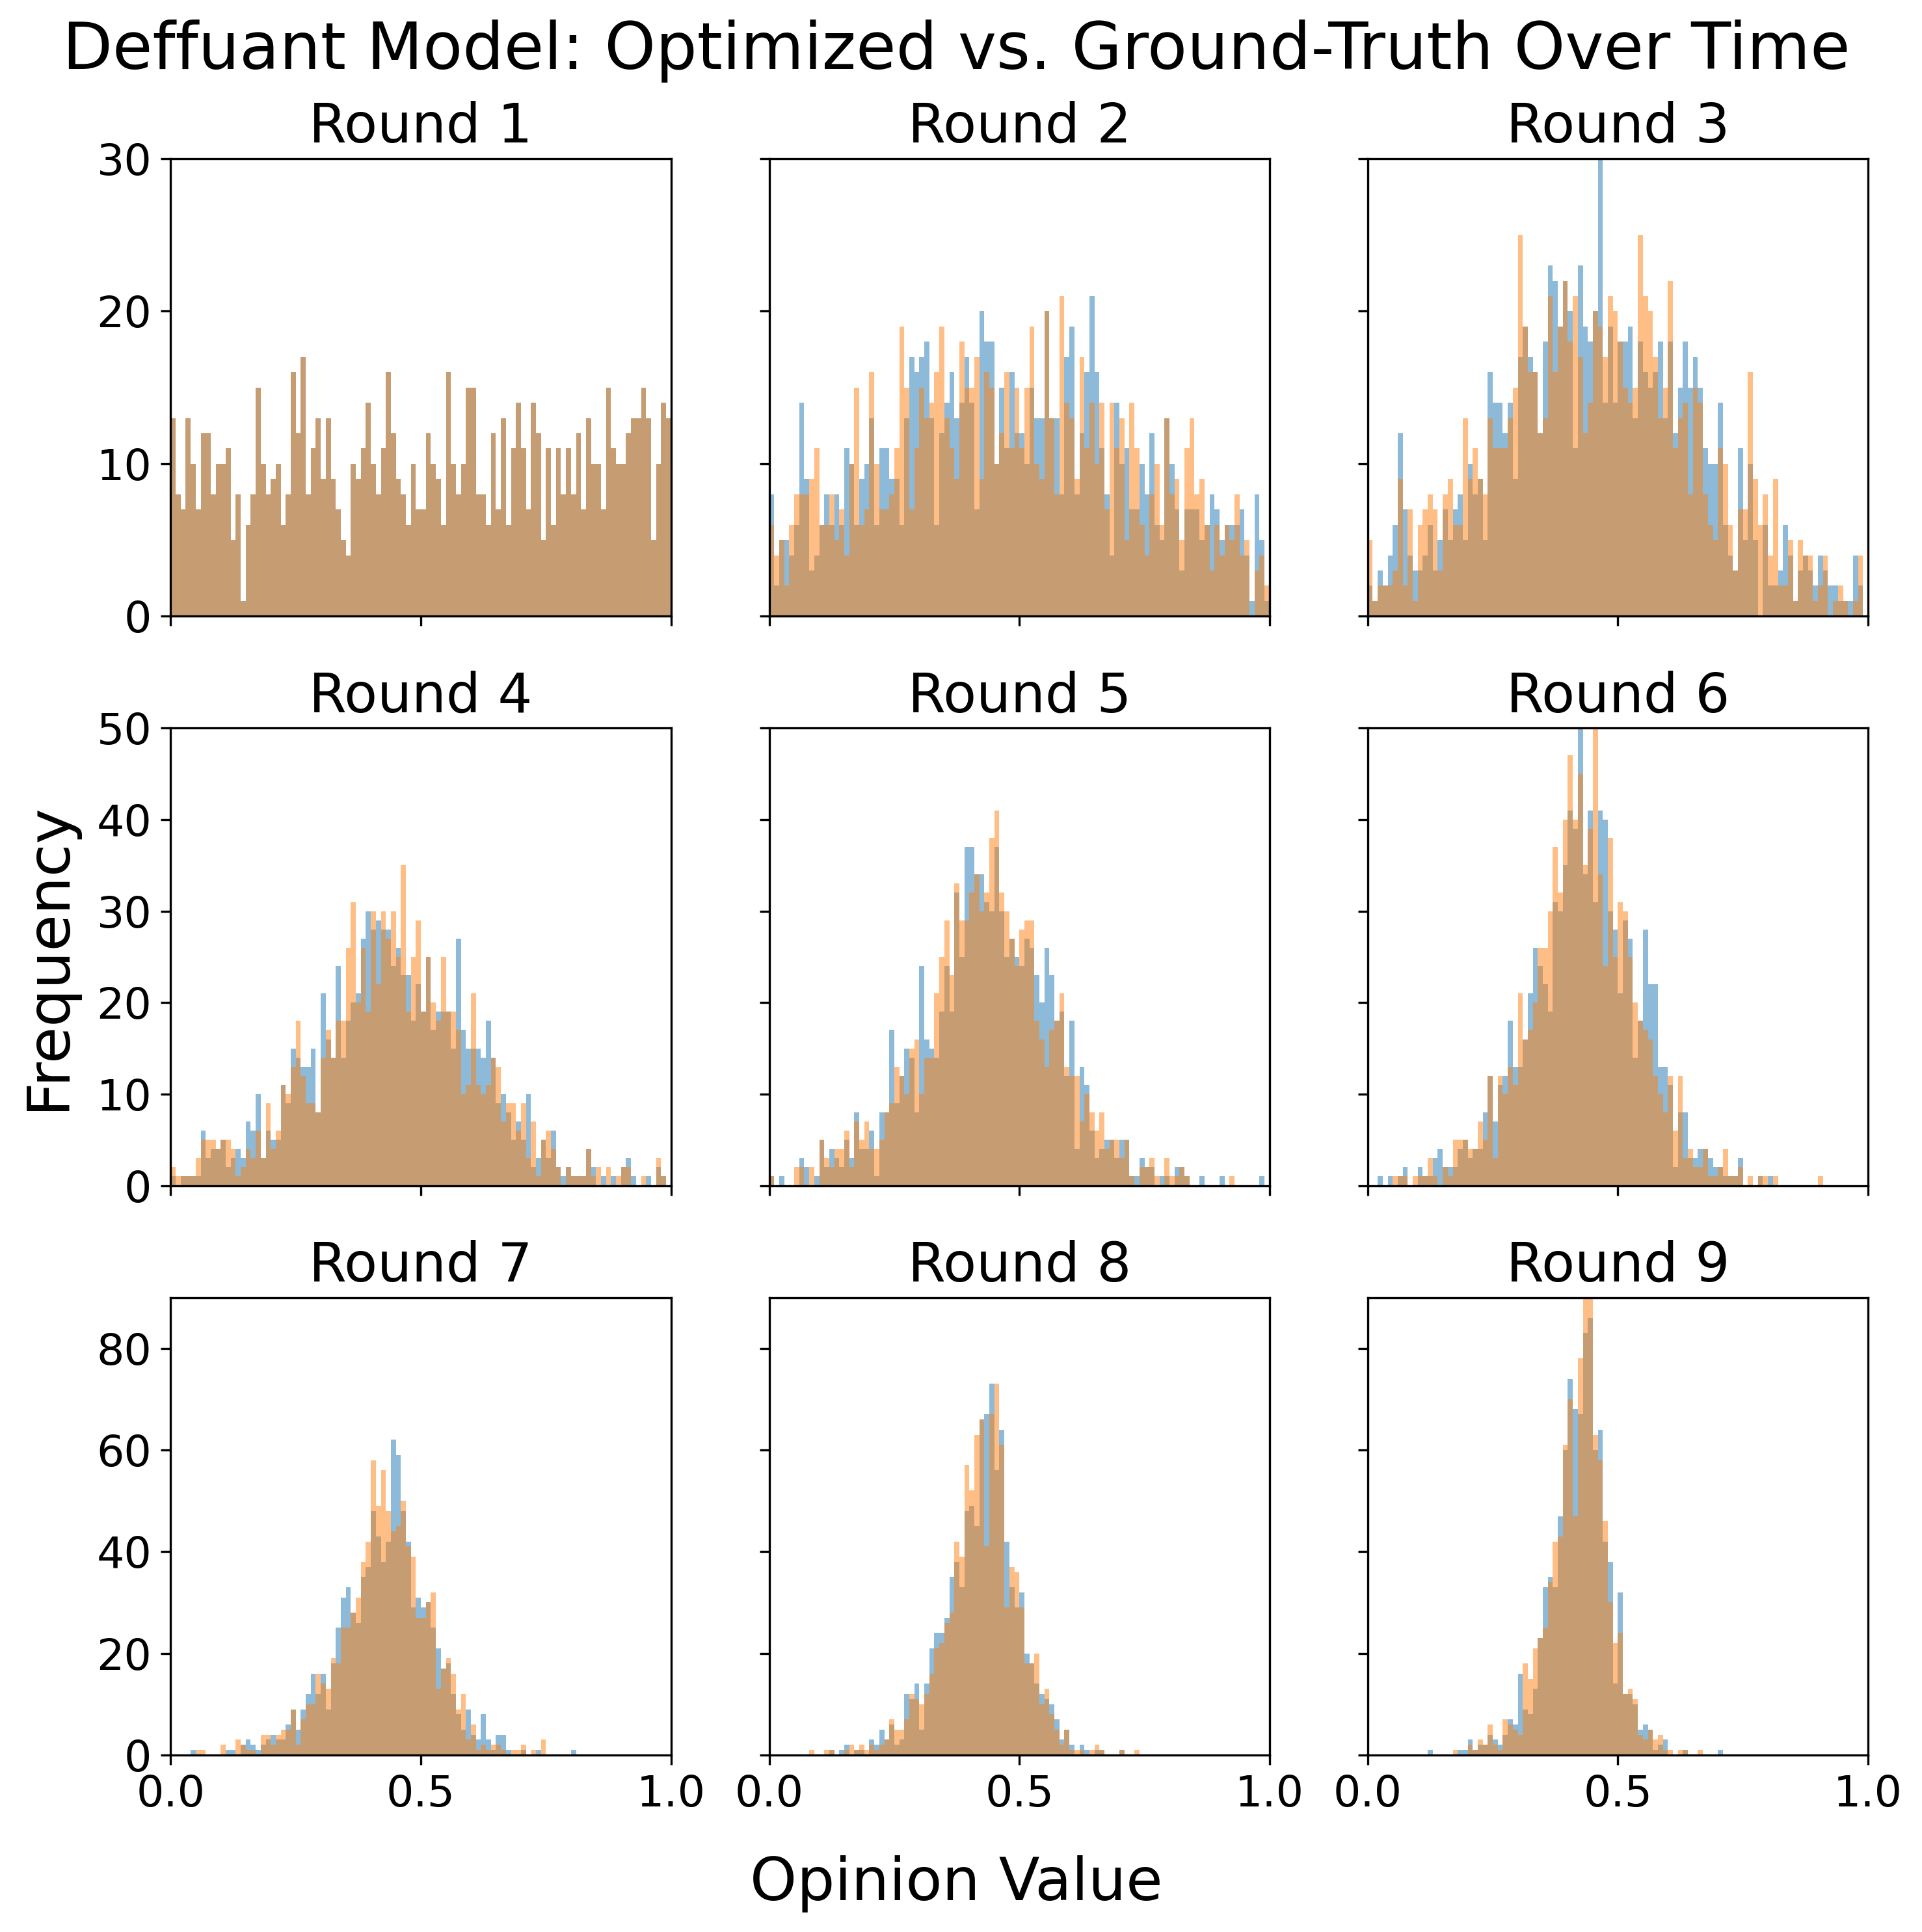 Deffuant Model: Optimized vs. Ground-Truth Over Time
Round 1
Round 2
Round 3
30
20
10
0
Round 4
Round 5
Round 6
50
40
30
20
10
0
Frequency
Round 7
Round 8
Round 9
80
60
40
20
0
0.0 0.5 1.0 0.0 0.5 1.0 0.0 0.5 1.0
Opinion Value